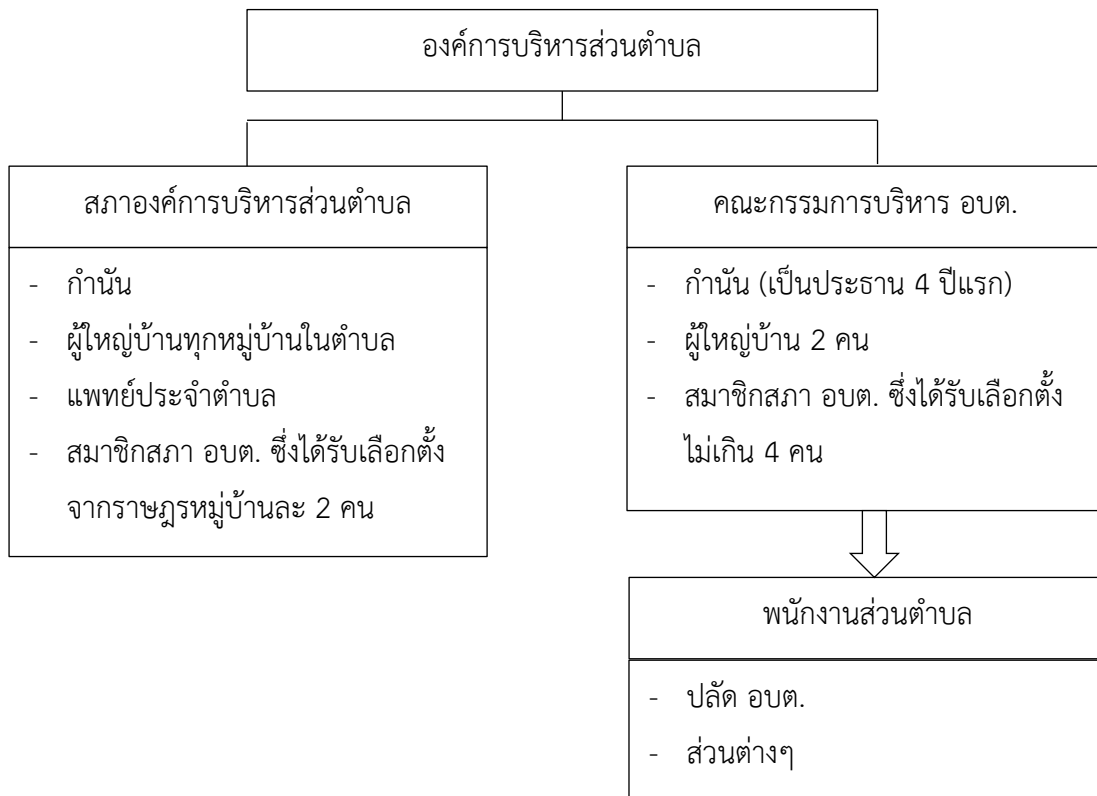 องค์การบริหารส่วนตำบล
สภาองค์การบริหารส่วนตำบล
- กำนัน
- ผู้ใหญ่บ้านทุกหมู่บ้านในตำบล
- แพทย์ประจำตำบล
- สมาชิกสภา อบต. ซึ่งได้รับเลือกตั้ง
จากราษฎรหมู่บ้านละ 2 คน
คณะกรรมการบริหาร อบต.
- กำนัน (เป็นประธาน 4 ปีแรก)
- ผู้ใหญ่บ้าน 2 คน
- สมาชิกสภา อบต. ซึ่งได้รับเลือกตั้ง
ไม่เกิน 4 คน
พนักงานส่วนตำบล
- ปลัด อบต.
- ส่วนต่างๆ